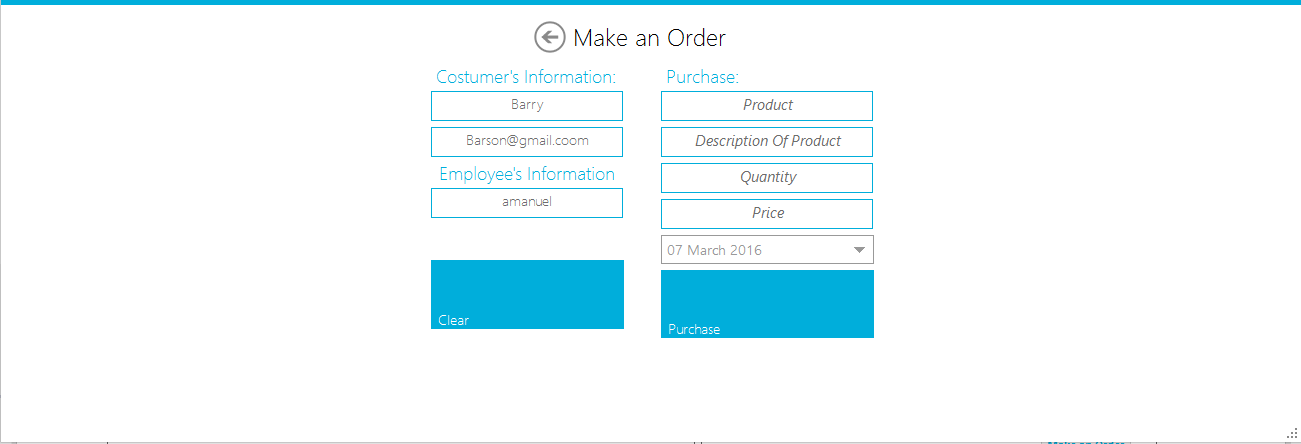 Make an Order
Costumer's Information:
Barry
Barson@gmail.coom
Employee's Information
amanuel
Clear
Purchase:
Product
Description Of Product
Quantity
Price
07 March 2016
Purchase